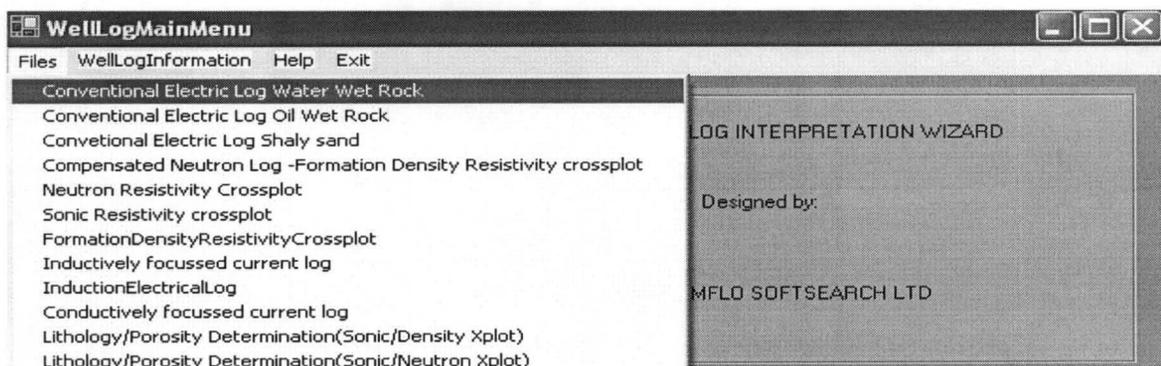 WellLogMainMenu
Files WellLogInformation Help Exit
Conventional Electric Log Water Wet Rock
Conventional Electric Log Oil Wet Rock
Convetional Electric Log Shaly sand
Compensated Neutron Log -Formation Density Resistivity crossplot
Neutron Resistivity Crossplot
Sonic Resistivity crossplot
FormationDensityResistivityCrossplot
Inductively focussed current log
InductionElectricalLog
Conductively focussed current log
Lithology/Porosity Determination(Sonic/Density Xplot)
Lithology/Porosity Determination(Sonic/Neutron Xplot)
LOG INTERPRETATION WIZARD
Designed by:
MFLO SOFTSEARCH LTD